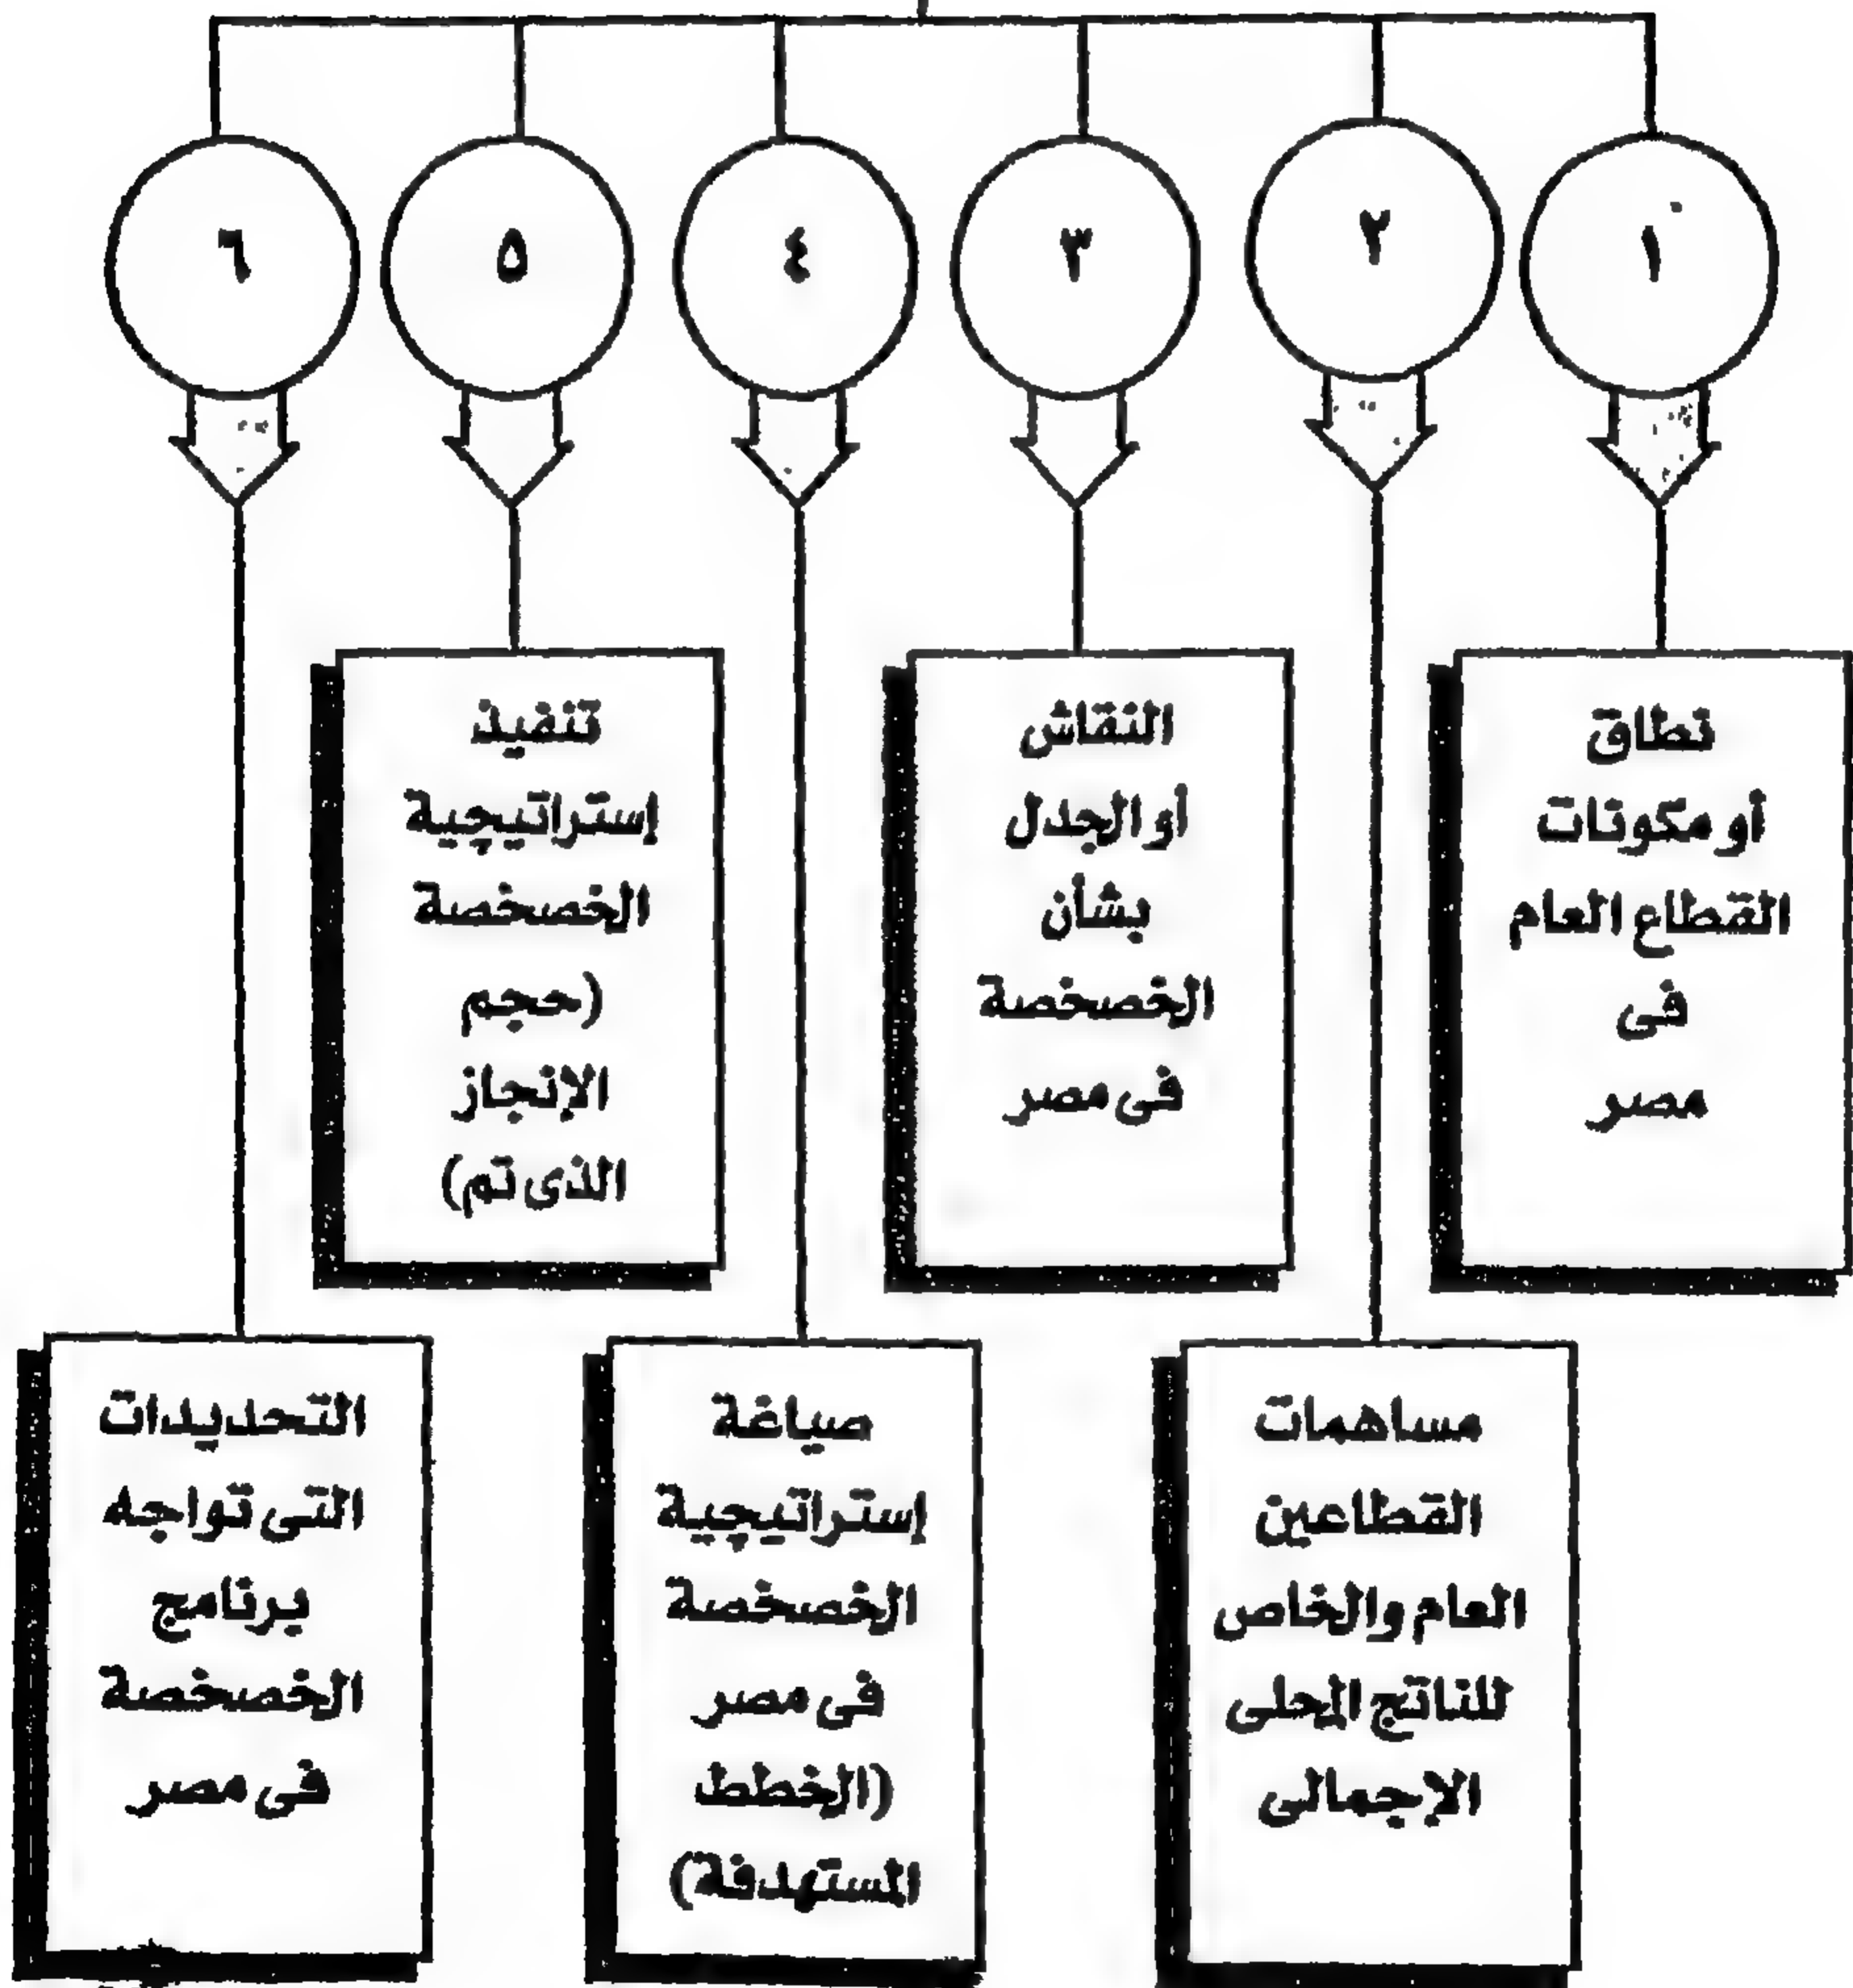 ١
٢
٣
٤
٥
٦
نطاق
أو مكونات
القطاع العام
فى
مصر
مساهمات
القطاعين
العام والخاص
للناتج المحلى
الإجمالى
النقاش
أو الجدل
بشأن
الخصخصة
فى مصر
صياغة
إستراتيچية
الخصخصة
فى مصر
(الخطط
المستهدفة)
تنفيذ
إستراتيچية
الخصخصة
(حجم
الإنجاز
الذى تم)
التحديدات
التى تواجه
برنامج
الخصخصة
فى مصر